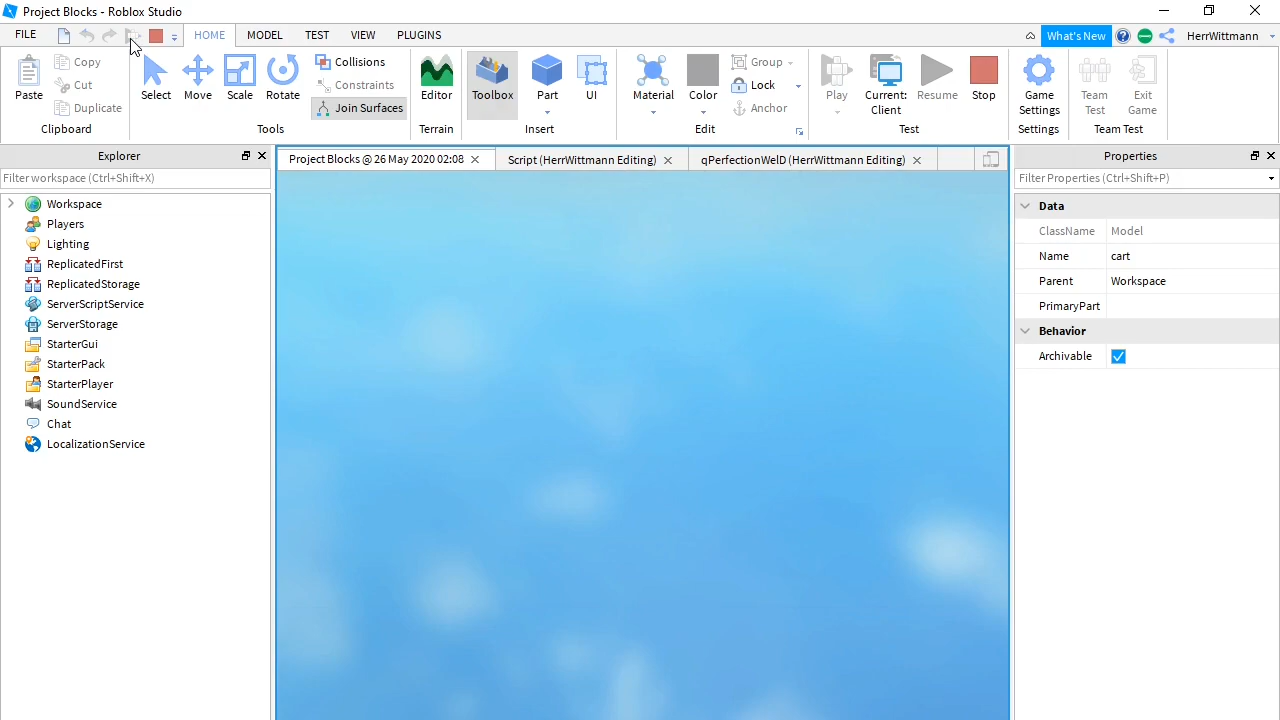 Project Blocks - Roblox Studio
FILE
HOME
MODEL
TEST
VIEW
PLUGINS
What's New
HerrWittmann
Paste
Copy
Cut
Duplicate
Clipboard
Select
Move
Scale
Rotate
Collisions
Constraints
Join Surfaces
Tools
Editor
Terrain
Toolbox
Part
UI
Insert
Material
Color
Group
Lock
Anchor
Edit
Play
Current:
Client
Resume
Stop
Test
Game
Settings
Settings
Team
Test
Exit
Game
Team Test
Explorer
Filter workspace (Ctrl+Shift+X)
Workspace
Players
Lighting
ReplicatedFirst
ReplicatedStorage
ServerScriptService
ServerStorage
StarterGui
StarterPack
StarterPlayer
SoundService
Chat
LocalizationService
Project Blocks @ 26 May 2020 02:08
Script (HerrWittmann Editing)
qPerfectionWelD (HerrWittmann Editing)
Properties
Filter Properties (Ctrl+Shift+P)
Data
ClassName Model
Name cart
Parent Workspace
PrimaryPart
Behavior
Archivable